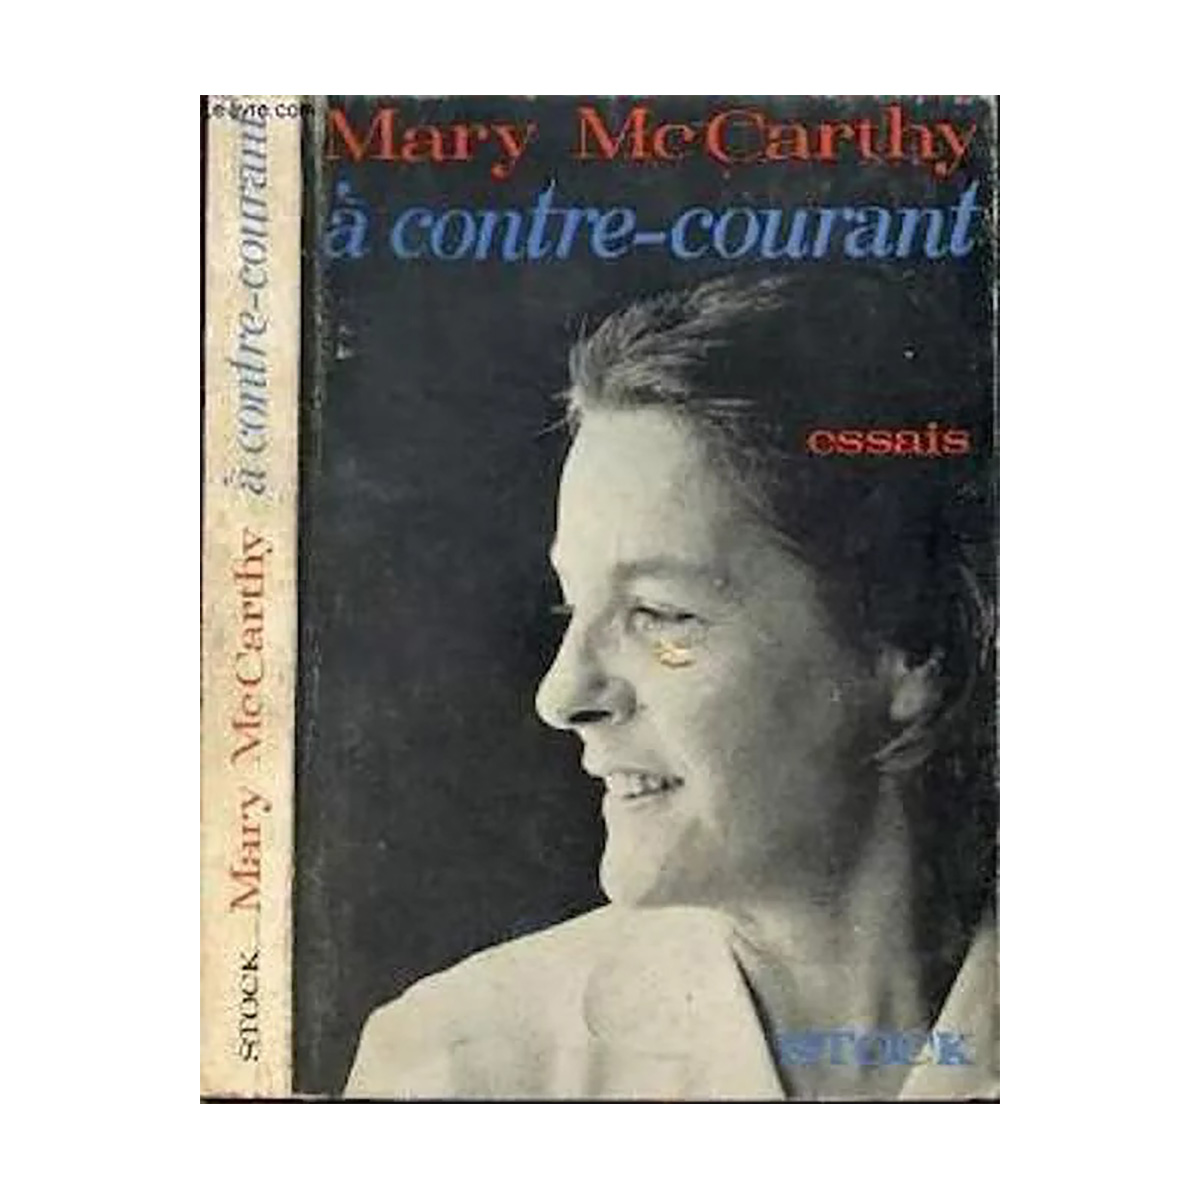 Mary McCarthy
à contre-courant
essais
STOCK
STOCK Mary McCarthy à contre-courant